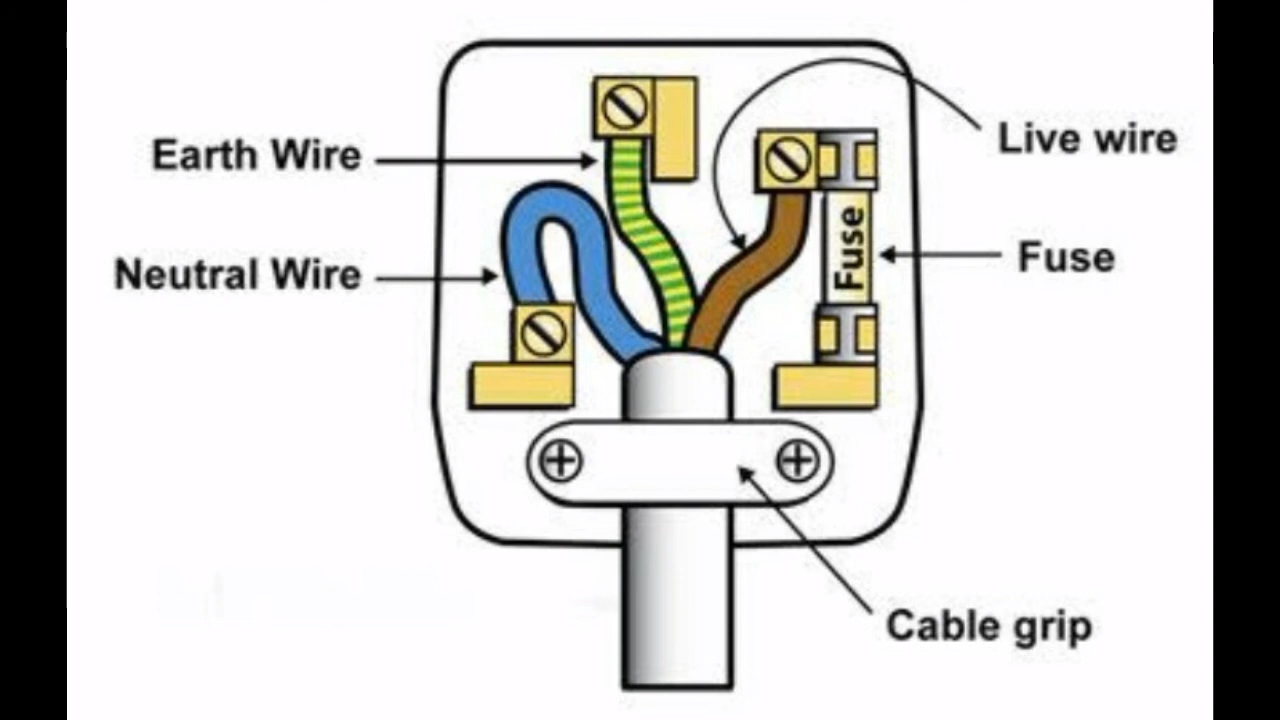 Earth Wire
Live wire
Fuse
Fuse
Neutral Wire
Cable grip